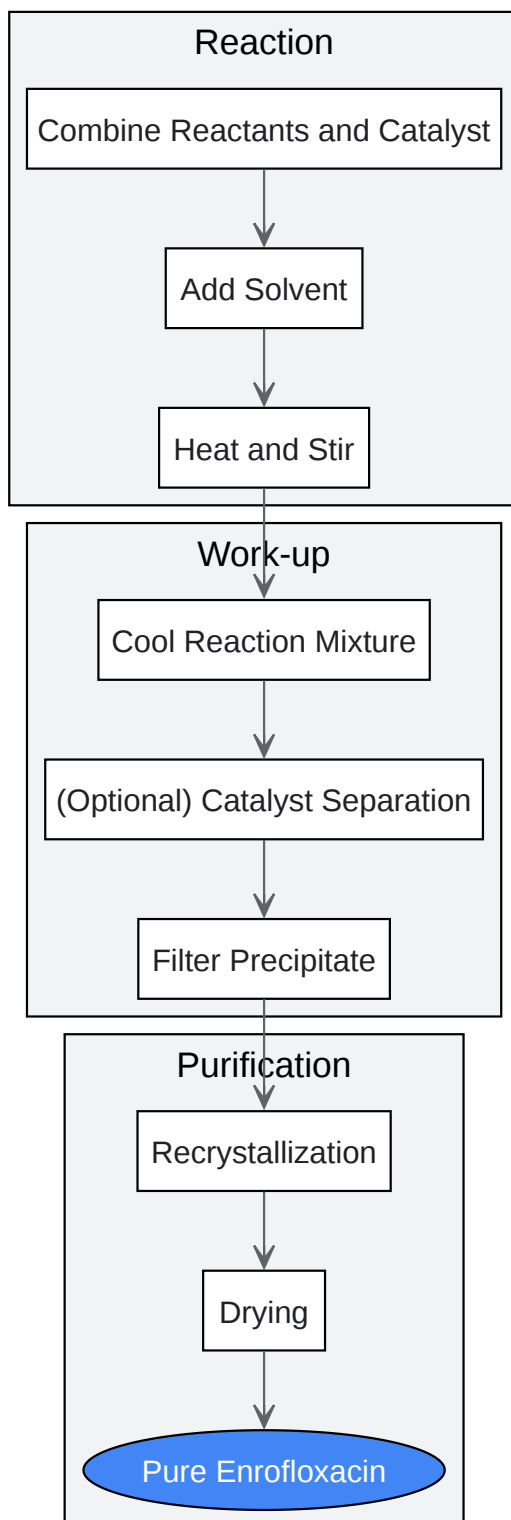 Reaction
Combine Reactants and Catalyst
Add Solvent
Heat and Stir
Work-up
Cool Reaction Mixture
(Optional) Catalyst Separation
Filter Precipitate
Purification
Recrystallization
Drying
Pure Enrofloxacin